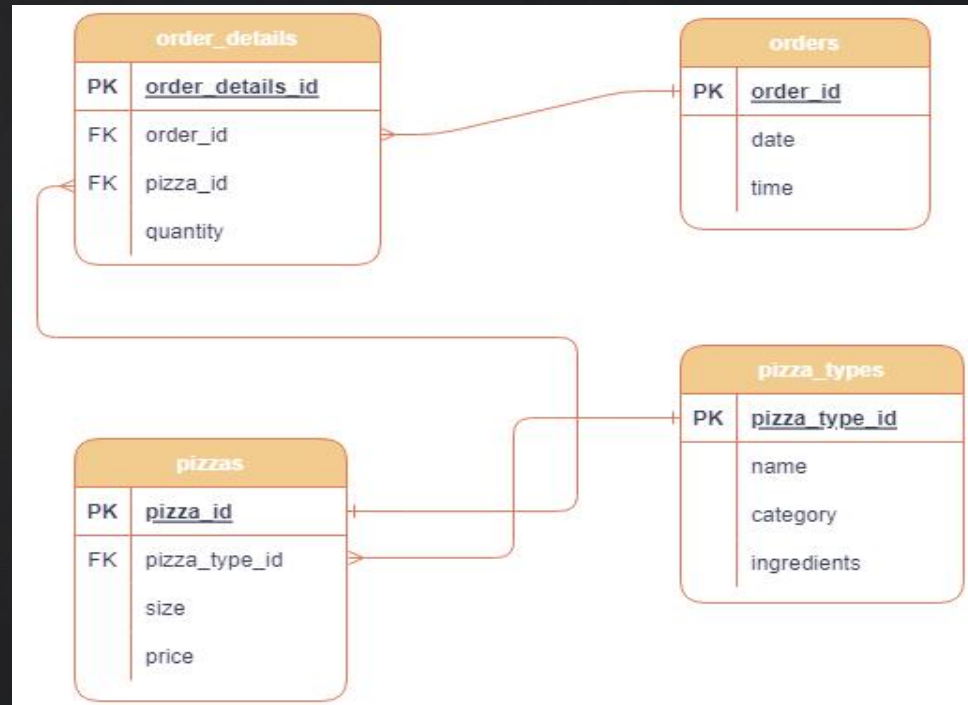 order_details
PK order_details_id
FK order_id
FK pizza_id
quantity
orders
PK order_id
date
time
pizzas
PK pizza_id
FK pizza_type_id
size
price
pizza_types
PK pizza_type_id
name
category
ingredients